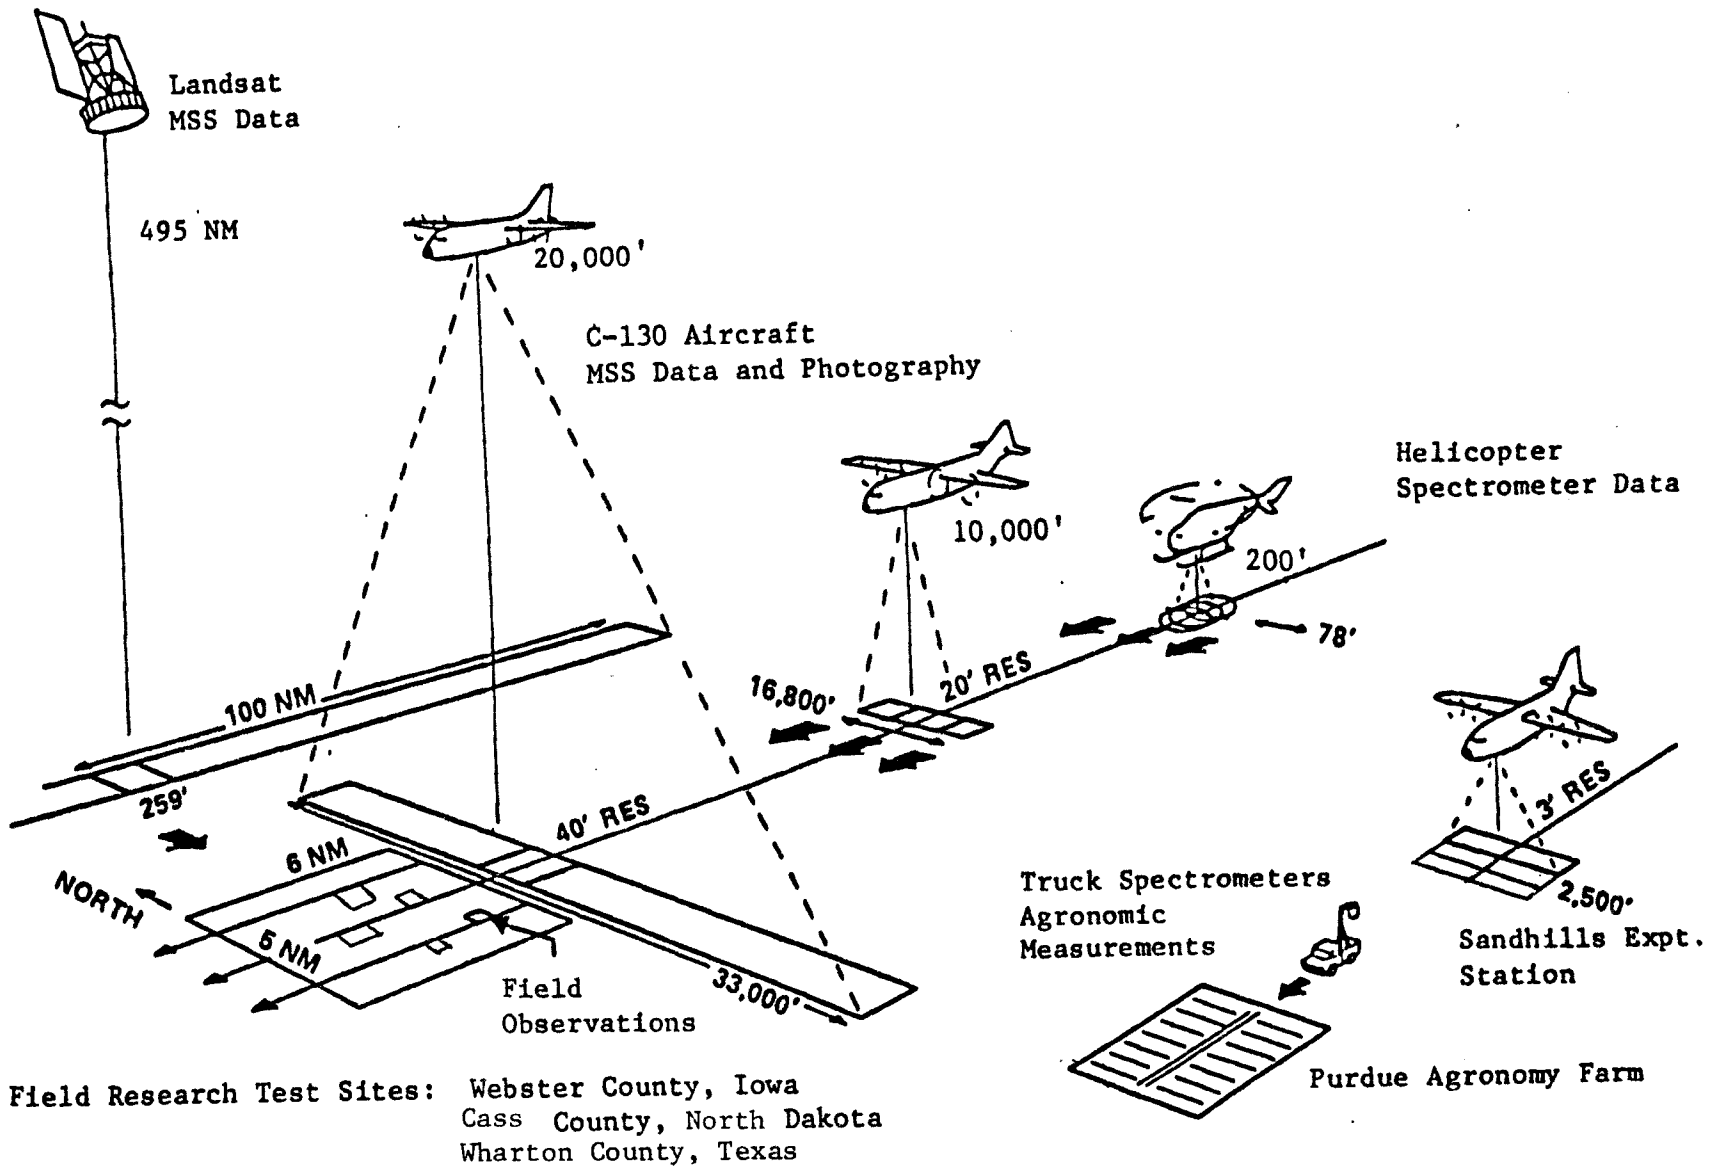 Landsat
MSS Data
495 NM
20,000'
C-130 Aircraft
MSS Data and Photography
10,000'
Helicopter
Spectrometer Data
200'
78'
100 NM
259'
16,800'
20' RES
40' RES
3' RES
2,500'
NORTH
6 NM
5 NM
33,000'
Field
Observations
Truck Spectrometers
Agronomic
Measurements
Sandhills Expt.
Station
Purdue Agronomy Farm
Field Research Test Sites: Webster County, Iowa
Cass County, North Dakota
Wharton County, Texas